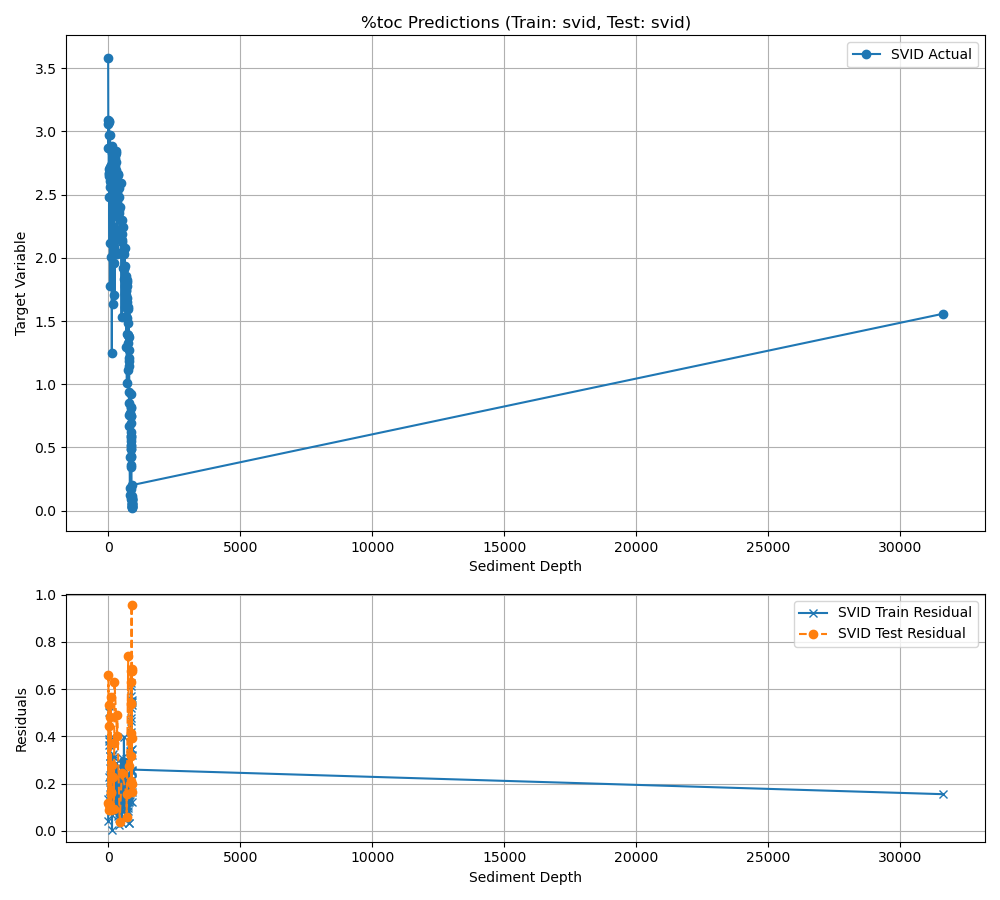 %toc Predictions (Train: svid, Test: svid)
SVID Actual
Target Variable
3.5
3.0
2.5
2.0
1.5
1.0
0.5
0.0
0 5000 10000 15000 20000 25000 30000
Sediment Depth
SVID Train Residual
SVID Test Residual
Residuals
1.0
0.8
0.6
0.4
0.2
0.0
0 5000 10000 15000 20000 25000 30000
Sediment Depth